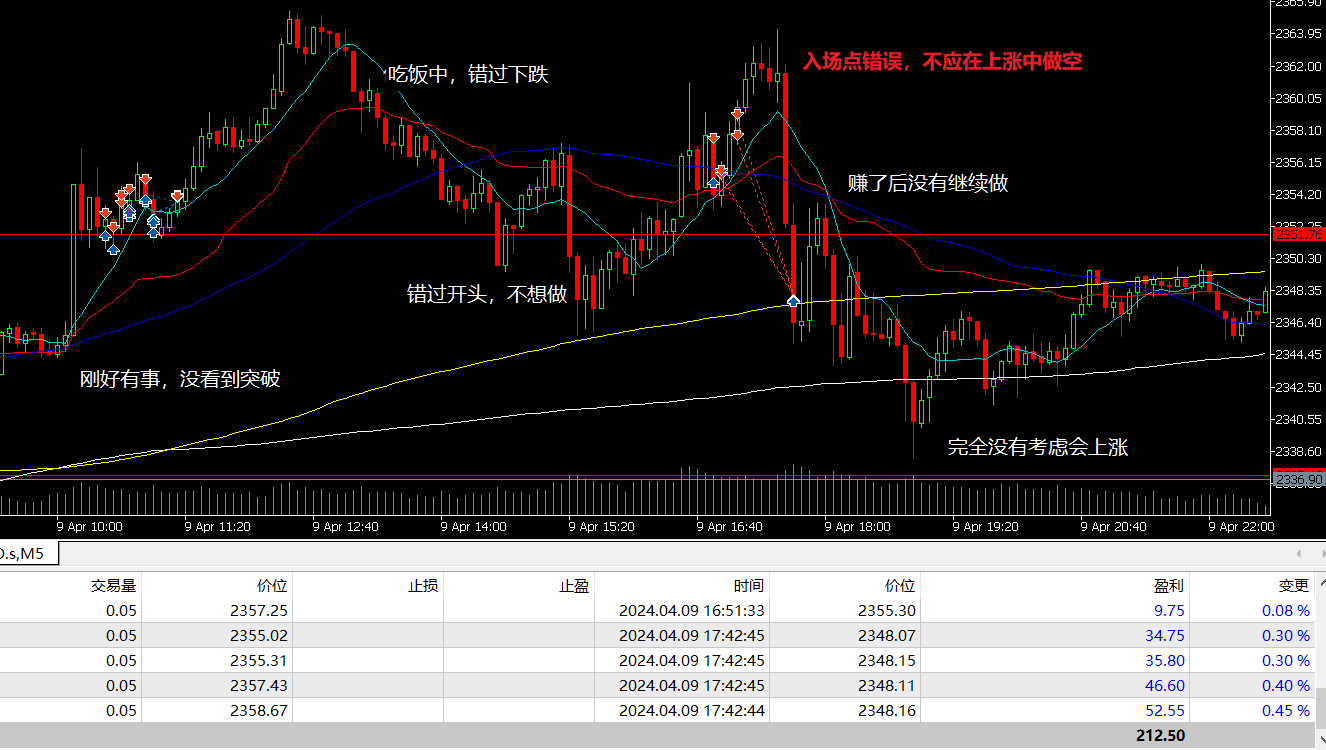 2365.90
2363.95
入场点错误，不应在上涨中做空
吃饭中，错过下跌
2362.00
2360.05
2358.10
2356.15
赚了后没有继续做
2354.20
2351.76
2350.30
错过开头，不想做
2348.35
2346.40
2344.45
刚好有事，没看到突破
2342.50
2340.55
完全没有考虑会上涨
2338.60
2336.90
9 Apr 10:00 9 Apr 11:20 9 Apr 12:40 9 Apr 14:00 9 Apr 15:20 9 Apr 16:40 9 Apr 18:00 9 Apr 19:20 9 Apr 20:40 9 Apr 22:00
D.s,M5
交易量 价位 止损 止盈 时间 价位 盈利 变更
0.05 2357.25 2024.04.09 16:51:33 2355.30 9.75 0.08 %
0.05 2355.02 2024.04.09 17:42:45 2348.07 34.75 0.30 %
0.05 2355.31 2024.04.09 17:42:45 2348.15 35.80 0.30 %
0.05 2357.43 2024.04.09 17:42:45 2348.11 46.60 0.40 %
0.05 2358.67 2024.04.09 17:42:44 2348.16 52.55 0.45 %
212.50